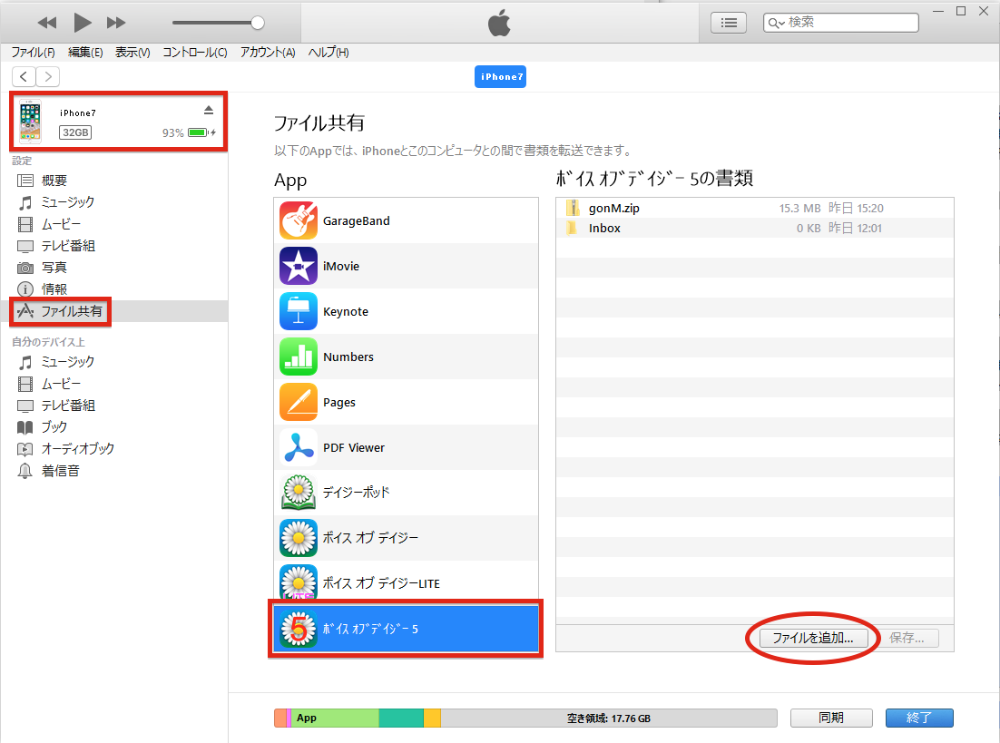 検索
ファイル(F) 編集(E) 表示(V) コントロール(C) アカウント(A) ヘルプ(H)
iPhone7
iPhone7
32GB 93%
設定
概要
ミュージック
ムービー
テレビ番組
写真
情報
ファイル共有
自分のデバイス上
ミュージック
ムービー
テレビ番組
ブック
オーディオブック
着信音
ファイル共有
以下のAppでは、iPhoneとこのコンピュータとの間で書類を転送できます。
App
GarageBand
iMovie
Keynote
Numbers
Pages
PDF Viewer
デイジーポッド
ボイス オブ デイジー
ボイス オブ デイジーLITE
5 ﾎﾞｲｽ ｵﾌﾞﾃﾞｲｼﾞｰ 5
ﾎﾞｲｽ ｵﾌﾞﾃﾞｲｼﾞｰ 5の書類
gonM.zip 15.3 MB 昨日 15:20
Inbox 0 KB 昨日 12:01
ファイルを追加... 保存...
App 空き領域: 17.76 GB 同期 終了